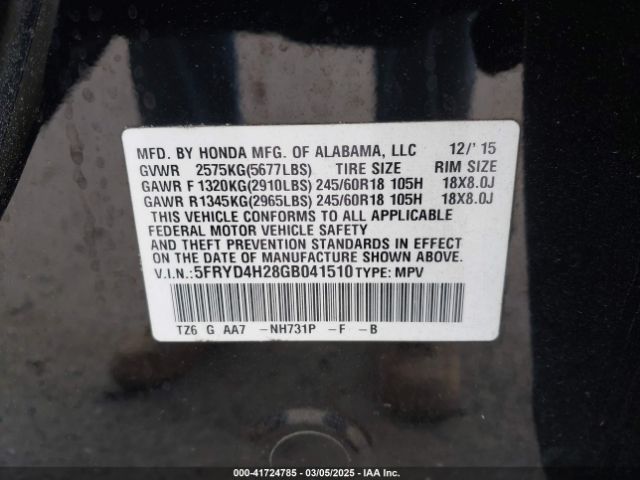 MFD. BY HONDA MFG. OF ALABAMA, LLC 12/'15
GVWR 2575KG(5677LBS) TIRE SIZE RIM SIZE
GAWR F 1320KG(2910LBS) 245/60R18 105H 18X8.0J
GAWR R1345KG(2965LBS) 245/60R18 105H 18X8.0J
THIS VEHICLE CONFORMS TO ALL APPLICABLE
FEDERAL MOTOR VEHICLE SAFETY
AND THEFT PREVENTION STANDARDS IN EFFECT
ON THE DATE OF MANUFACTURE SHOWN ABOVE.
V.I.N.:5FRYD4H28GB041510 TYPE: MPV
TZ6 G AA7 -NH731P -F -B
©-41724785 — 03/05/2025 — IAA Inc.